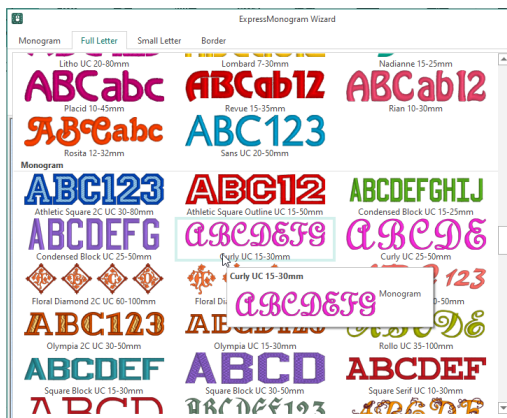 ExpressMonogram Wizard
Monogram Full Letter Small Letter Border
Litho UC 20-80mm Lombard 7-30mm Nadianne 15-25mm
ABCabc ABCab12 ABCab12
Placid 10-45mm Revue 15-35mm Rian 10-30mm
ABCabc ABC123
Rosita 12-32mm Sans UC 20-50mm
Monogram
ABC123 ABC12 ABCDEFGHIJ
Athletic Square 2C UC 30-80mm Athletic Square Outline UC 15-50mm Condensed Block UC 15-25mm
ABCDEFG ABCDEFG ABCDE
Condensed Block UC 25-50mm Curly UC 15-30mm Curly UC 25-50mm
Curly UC 15-30mm
ABCDEFG Monogram
123
Floral Diamond 2C UC 60-100mm Floral -50mm
ABC123 ABCD123
Olympia 2C UC 30-60mm Olympia UC 15-30mm Rollo UC 35-100mm
ABCDEF ABCD ABCDEF
Square Block UC 15-30mm Square Block UC 30-50mm Square Serif UC 10-30mm
ABCD ABCDEF123